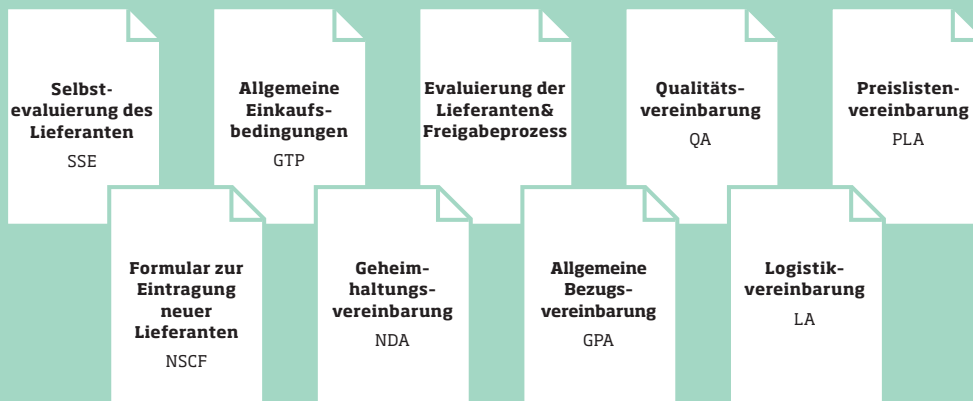 Selbst-
evaluierung des
Lieferanten
SSE
Allgemeine
Einkaufs-
bedingungen
GTP
Evaluierung der
Lieferanten&
Freigabeprozess
Qualitäts-
vereinbarung
QA
Preislisten-
vereinbarung
PLA
Formular zur
Eintragung
neuer
Lieferanten
NSCF
Geheim-
haltungs-
vereinbarung
NDA
Allgemeine
Bezugs-
vereinbarung
GPA
Logistik-
vereinbarung
LA